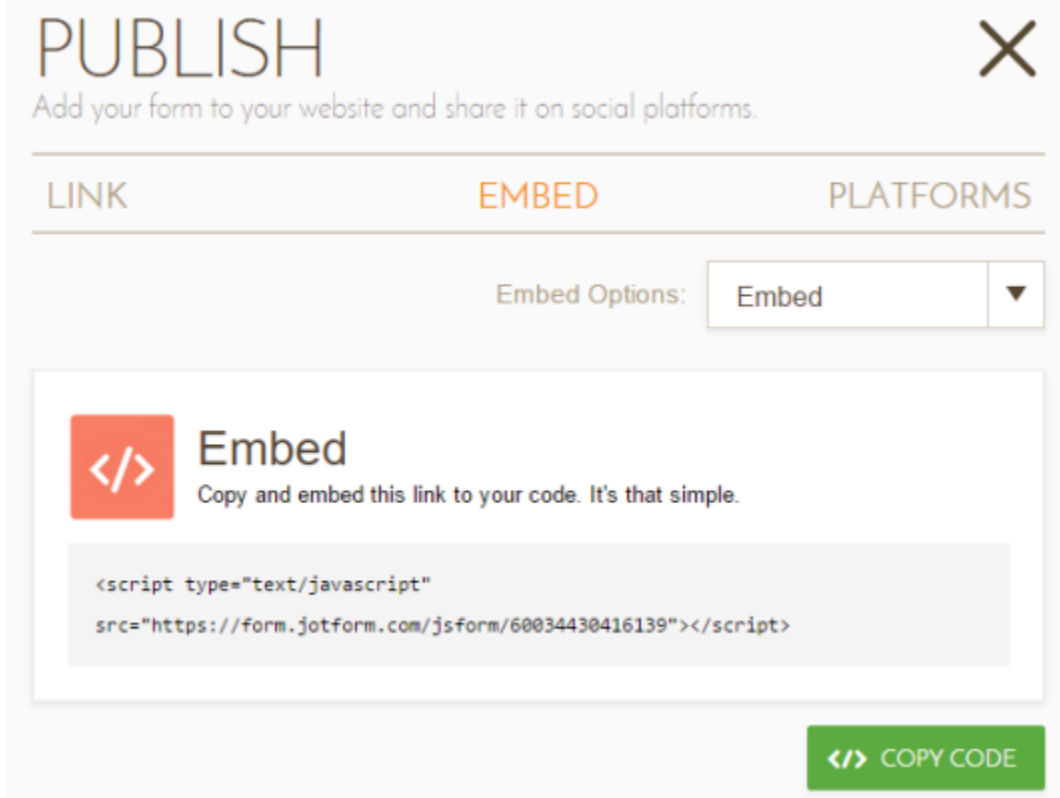 PUBLISH
Add your form to your website and share it on social platforms.
LINK
EMBED
PLATFORMS
Embed Options:
Embed
</>
Embed
Copy and embed this link to your code. It's that simple.
<script type="text/javascript"
src="https://form.jotform.com/jsform/60034430416139"></script>
</> COPY CODE